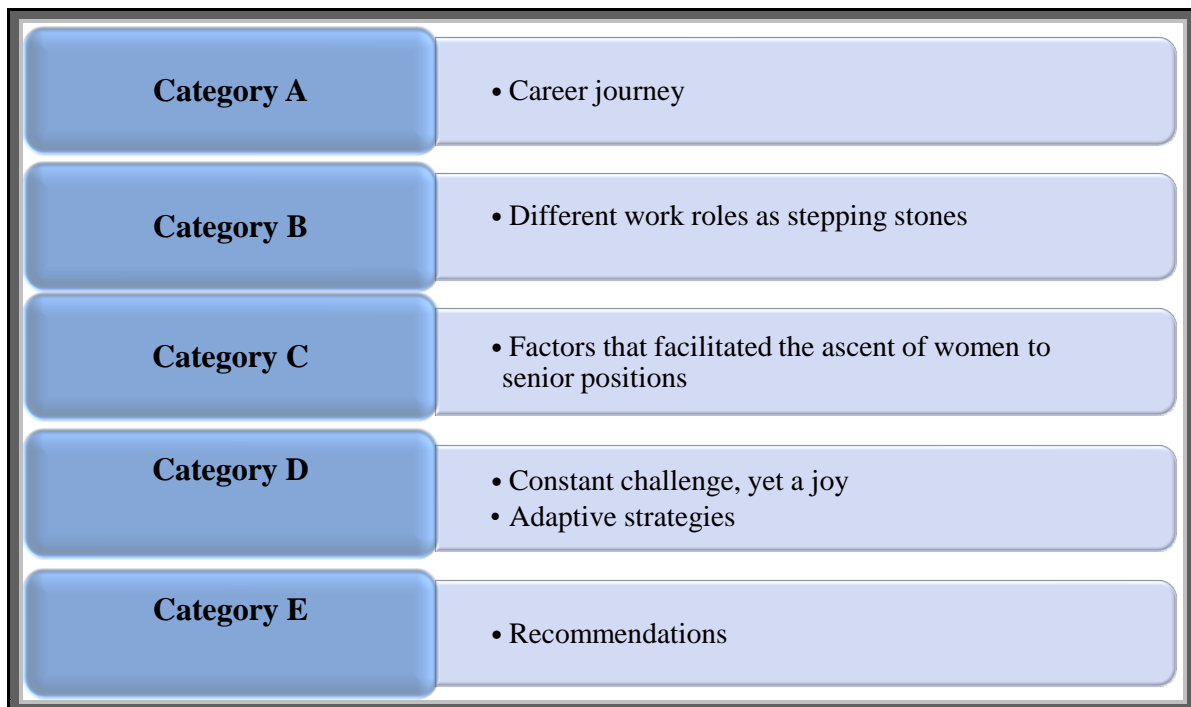 Category A
• Career journey
Category B
• Different work roles as stepping stones
Category C
• Factors that facilitated the ascent of women to
senior positions
Category D
• Constant challenge, yet a joy
• Adaptive strategies
Category E
• Recommendations